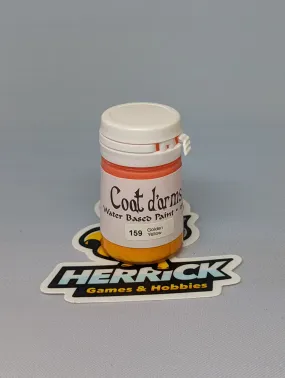 Coat d'arms
Water Based Paint
159 Golden Yellow
HERRICK
Games & Hobbies